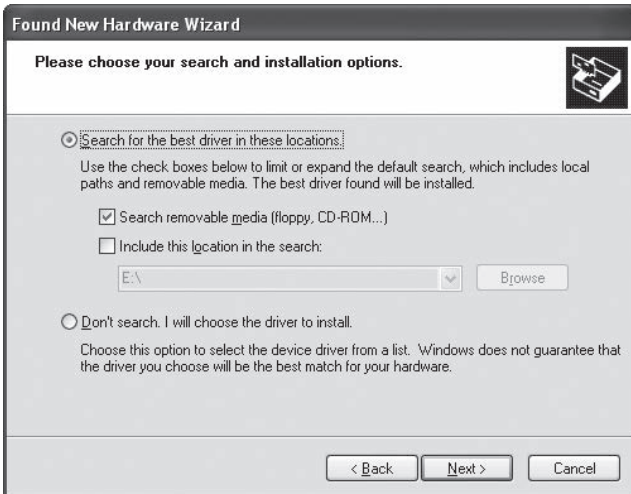 Found New Hardware Wizard
Please choose your search and installation options.
Search for the best driver in these locations.
Use the check boxes below to limit or expand the default search, which includes local
paths and removable media. The best driver found will be installed.
Search removable media (floppy, CD-ROM...)
Include this location in the search:
E:\
Browse
Don't search. I will choose the driver to install.
Choose this option to select the device driver from a list. Windows does not guarantee that
the driver you choose will be the best match for your hardware.
< Back
Next >
Cancel